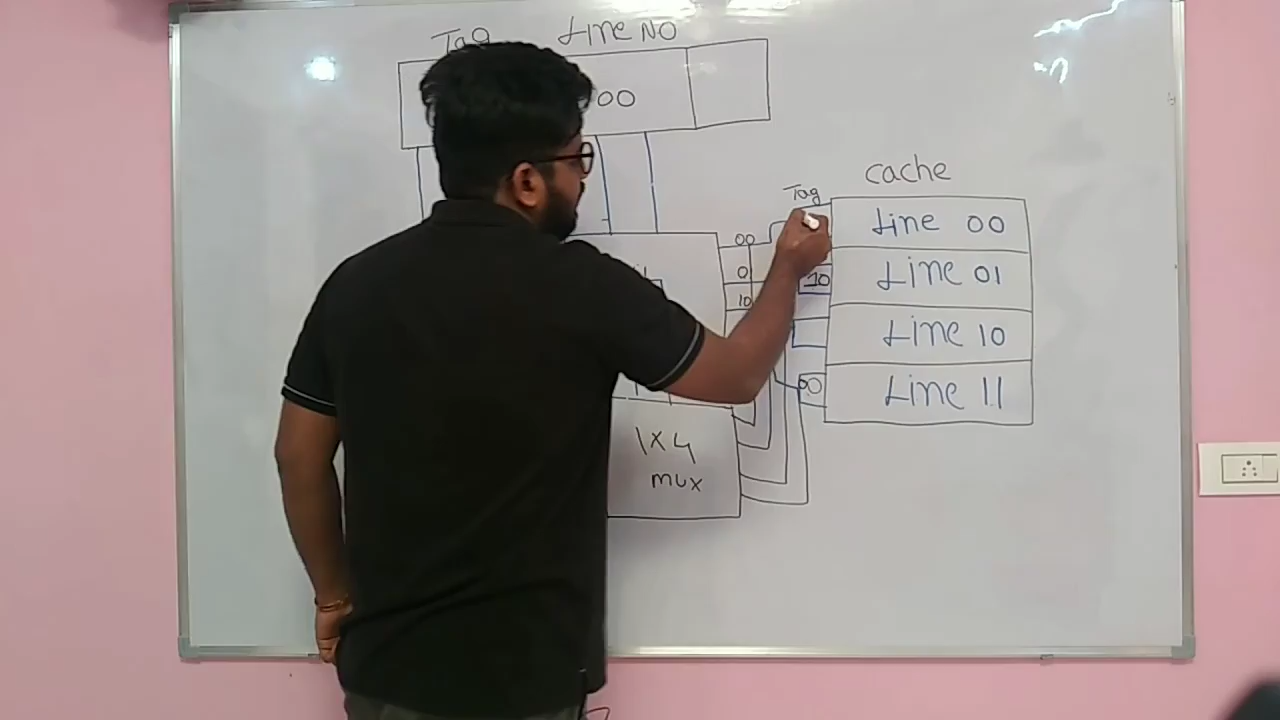 Tag Line NO
00
cache
Tag
Line 00
00
Line 01
0
10
10
Line 10
Line 11
00
1X4
mux